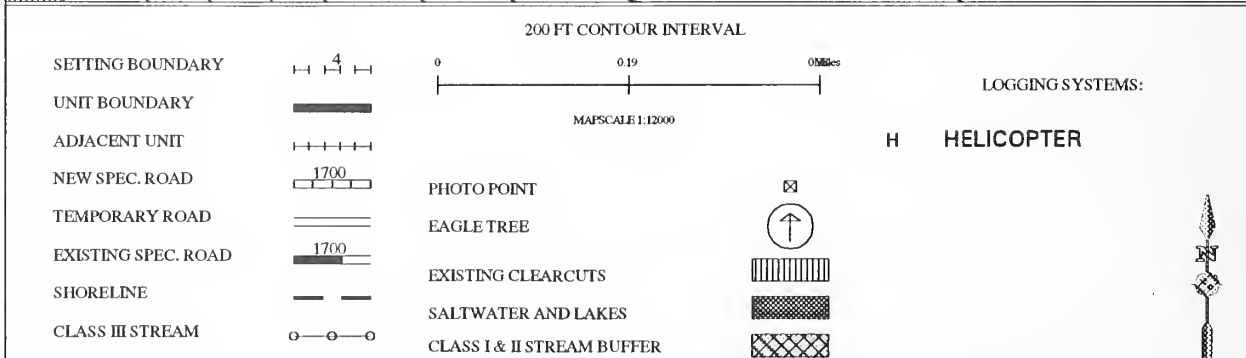 200 FT CONTOUR INTERVAL
SETTING BOUNDARY 4
UNIT BOUNDARY
ADJACENT UNIT
NEW SPEC. ROAD 1700
TEMPORARY ROAD
EXISTING SPEC. ROAD 1700
SHORELINE
CLASS III STREAM
0 0.19
MAPSCALE 1:12000
PHOTO POINT
EAGLE TREE
EXISTING CLEARCUTS
SALTWATER AND LAKES
CLASS I & II STREAM BUFFER
LOGGING SYSTEMS:
H HELICOPTER
N